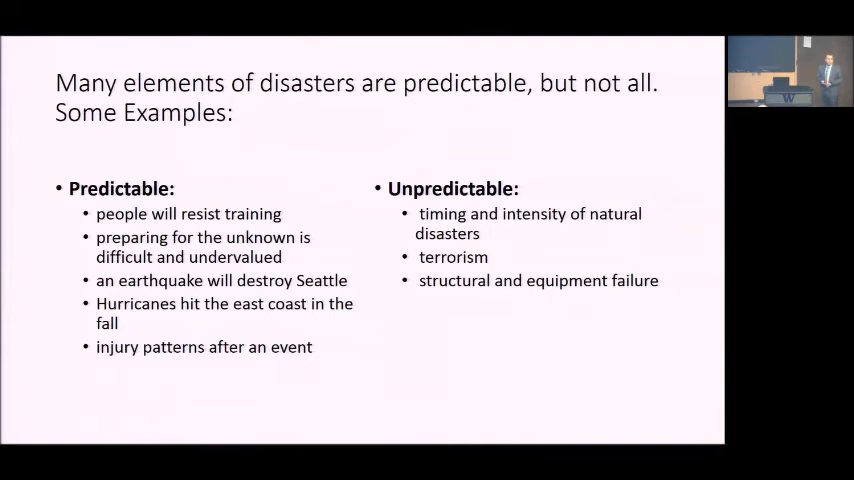 Many elements of disasters are predictable, but not all.
Some Examples:
• Predictable:
• people will resist training
• preparing for the unknown is
difficult and undervalued
• an earthquake will destroy Seattle
• Hurricanes hit the east coast in the
fall
• injury patterns after an event
• Unpredictable:
• timing and intensity of natural
disasters
• terrorism
• structural and equipment failure
W